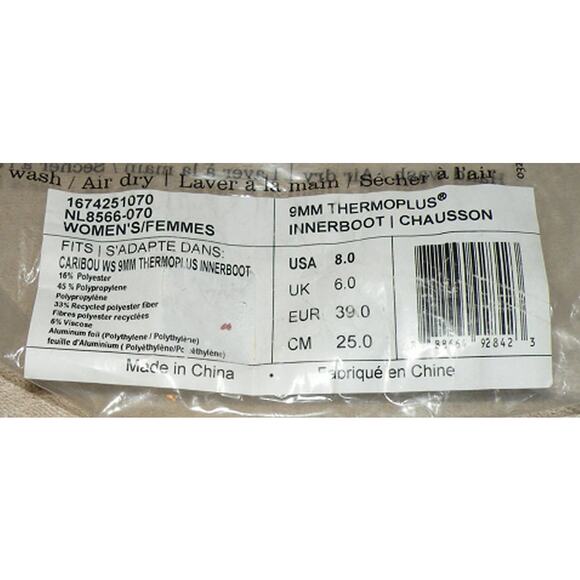 wash / Air dry | Laver à la main / Sécher à l'air
1674251070
NL8566-070
WOMEN'S/FEMMES
FITS | S'ADAPTE DANS:
CARIBOU WS 9MM THERMOPLUS INNERBOOT
16% Polyester
45 % Polypropylene
Polypropylène
33% Recycled polyester fiber
Fibres polyester recyclées
6% Viscose
Aluminum foil (Polythylene / Polythylène)
feuille d'Aluminium ( Polyéthylène/Polyéthylène)
9MM THERMOPLUS®
INNERBOOT | CHAUSSON
USA 8.0
UK 6.0
EUR 39.0
CM 25.0
92842 3
Made in China • Fabriqué en Chine